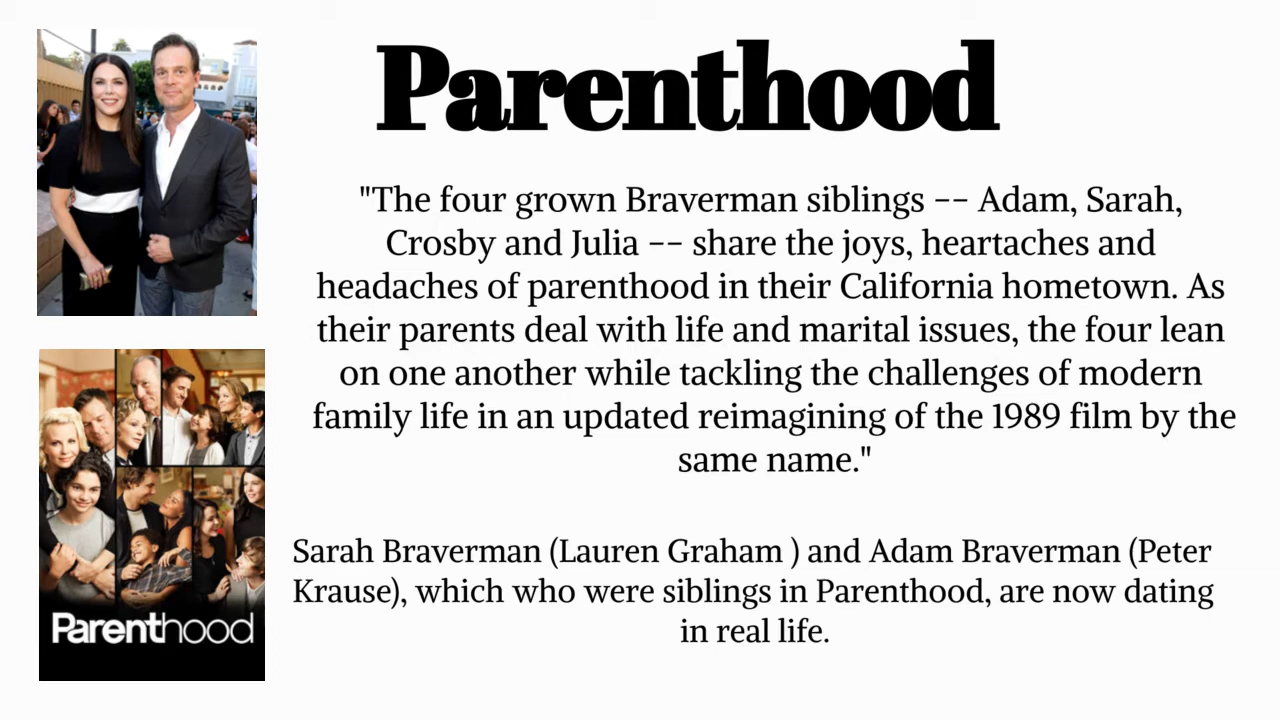 Parenthood
"The four grown Braverman siblings -- Adam, Sarah,
Crosby and Julia -- share the joys, heartaches and
headaches of parenthood in their California hometown. As
their parents deal with life and marital issues, the four lean
on one another while tackling the challenges of modern
family life in an updated reimagining of the 1989 film by the
same name."
Sarah Braverman (Lauren Graham ) and Adam Braverman (Peter
Krause), which who were siblings in Parenthood, are now dating
in real life.
Parenthood